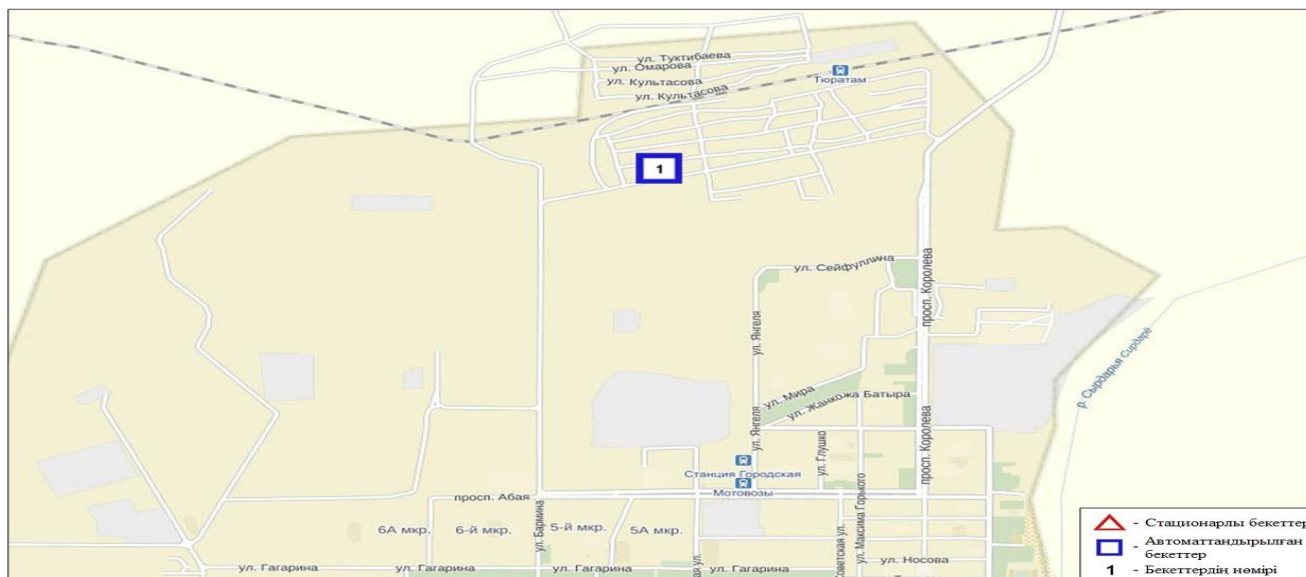 ул. Туктибаева
ул. Омарова
Тюратам
ул. Культасова
ул. Культасова
1
ул. Сейфуллина
просп. Королева
ул. Янгеля
р. Сырдарья Сирдарё
ул. Мира
ул. Жанкожа Батыра
просп. Королева
ул. Янгеля
ул. Глушко
Станция Городская
Мотовозы
ул. Максима Горького
просп. Абая
6А мкр.
6-й мкр.
5-й мкр.
5А мкр.
ул. Бармина
Советская ул.
ул. Носова
ул. Гагарина
ул. Гагарина
ул. Гагарина
- Стационарлы бекеттер
- Автоматтандырылған
бекеттер
1 - Бекеттердің нөмірі